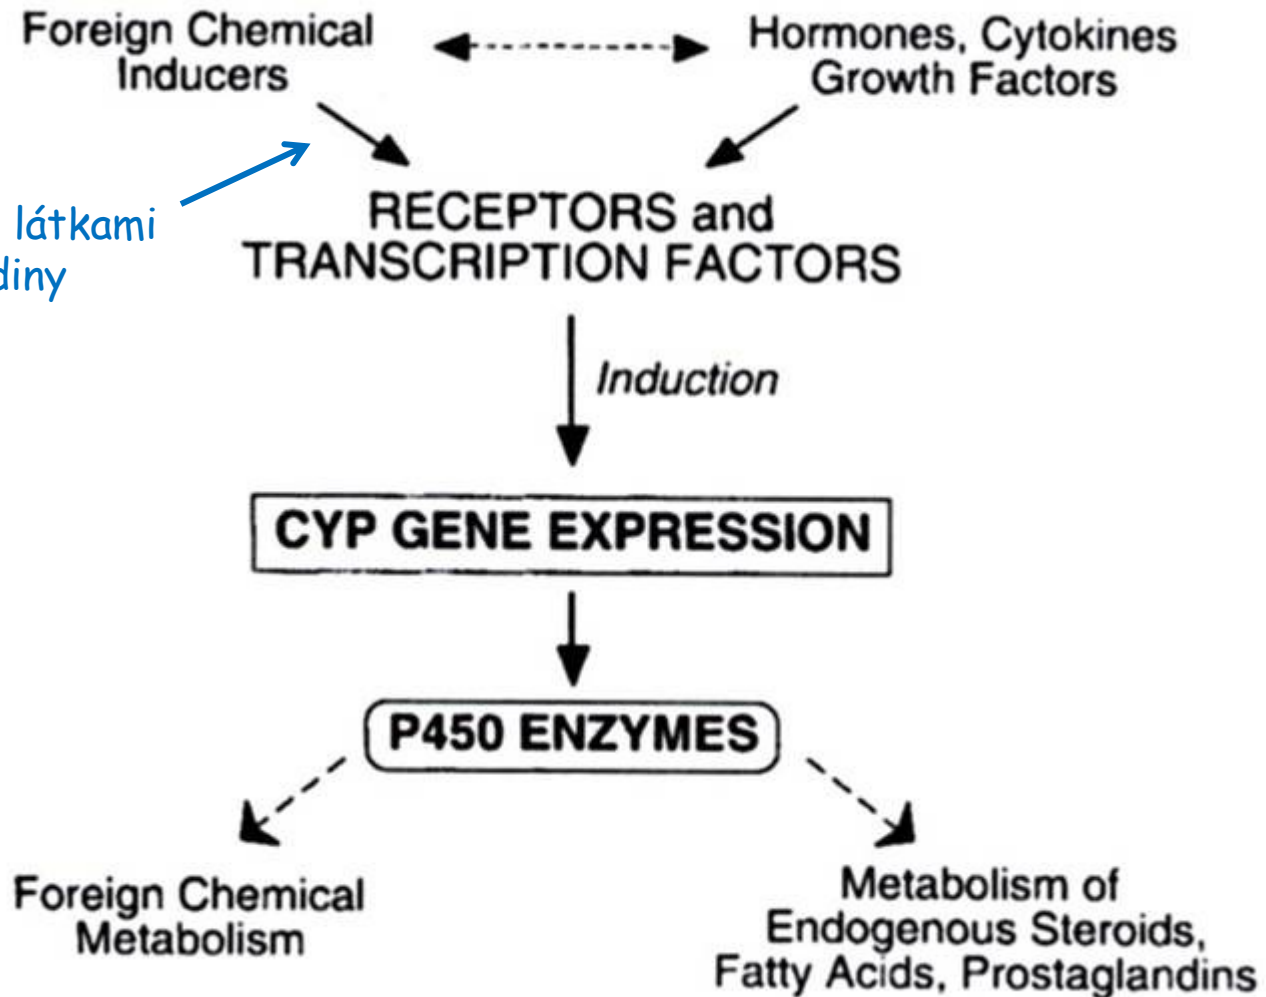 Foreign Chemical
Inducers
Hormones, Cytokines
Growth Factors
látkami
RECEPTORS and
TRANSCRIPTION FACTORS
Induction
CYP GENE EXPRESSION
P450 ENZYMES
Foreign Chemical
Metabolism
Metabolism of
Endogenous Steroids,
Fatty Acids, Prostaglandins